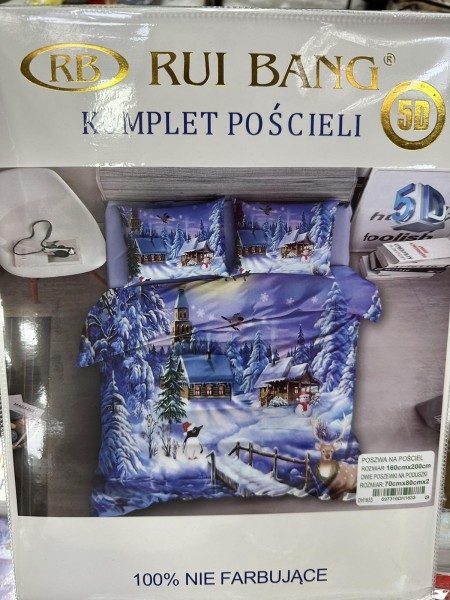 RB RUI BANG®
KOMPLET POŚCIELI
5D
5D
foolish
POSZWA NA POŚCIEL
ROZMIAR: 160cmx200cm
DWIE POSZEWKI NA PODUSZKI
ROZMIAR: 70cmx80cmx2
100% NIE FARBUJĄCE